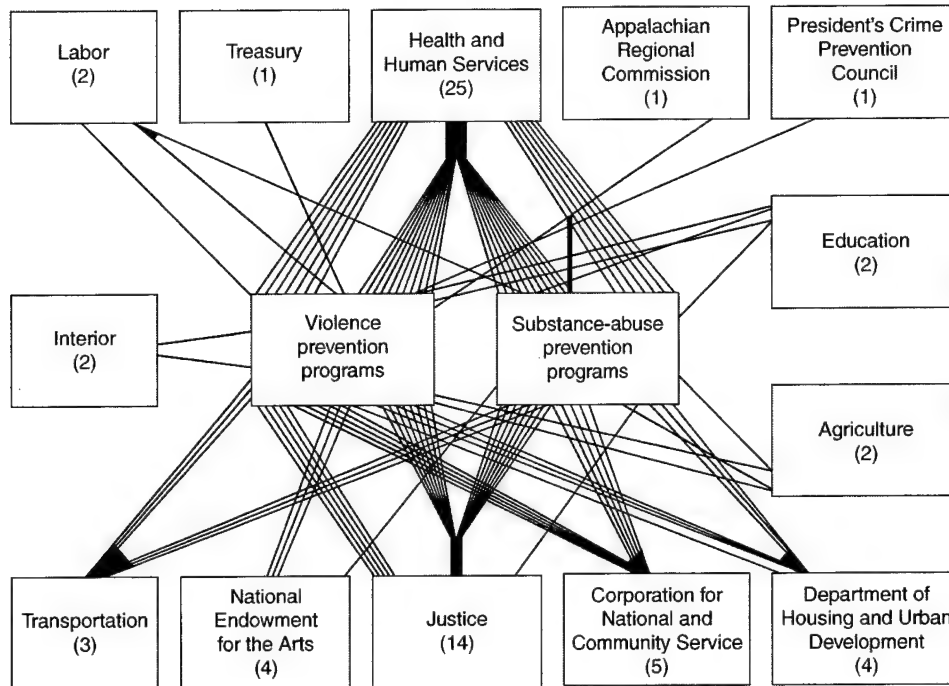 Labor
(2)
Treasury
(1)
Health and
Human Services
(25)
Appalachian
Regional
Commission
(1)
President's Crime
Prevention
Council
(1)
Education
(2)
Interior
(2)
Violence
prevention
programs
Substance-abuse
prevention
programs
Agriculture
(2)
Transportation
(3)
National
Endowment
for the Arts
(4)
Justice
(14)
Corporation for
National and
Community Service
(5)
Department of
Housing and Urban
Development
(4)